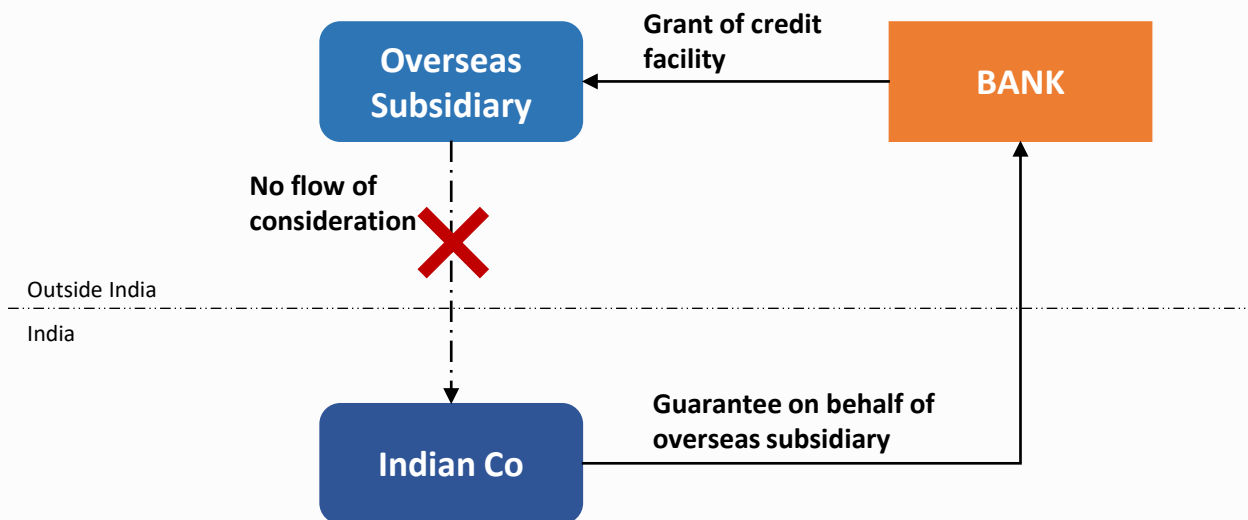 Grant of credit
facility
Overseas
Subsidiary
BANK
No flow of
consideration
Outside India
India
Guarantee on behalf of
overseas subsidiary
Indian Co